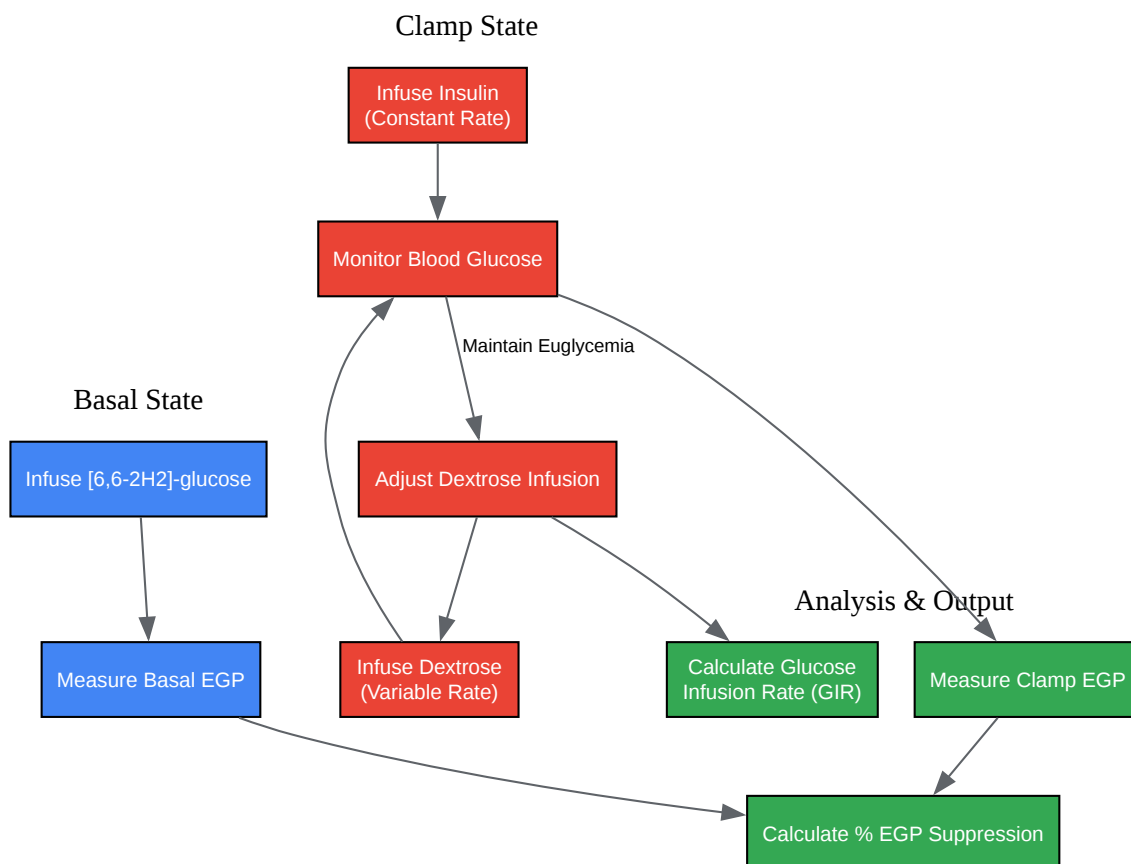 Clamp State
Infuse Insulin
(Constant Rate)
Monitor Blood Glucose
Maintain Euglycemia
Basal State
Infuse [6,6-2H2]-glucose
Adjust Dextrose Infusion
Analysis & Output
Measure Basal EGP
Infuse Dextrose
(Variable Rate)
Calculate Glucose
Infusion Rate (GIR)
Measure Clamp EGP
Calculate % EGP Suppression